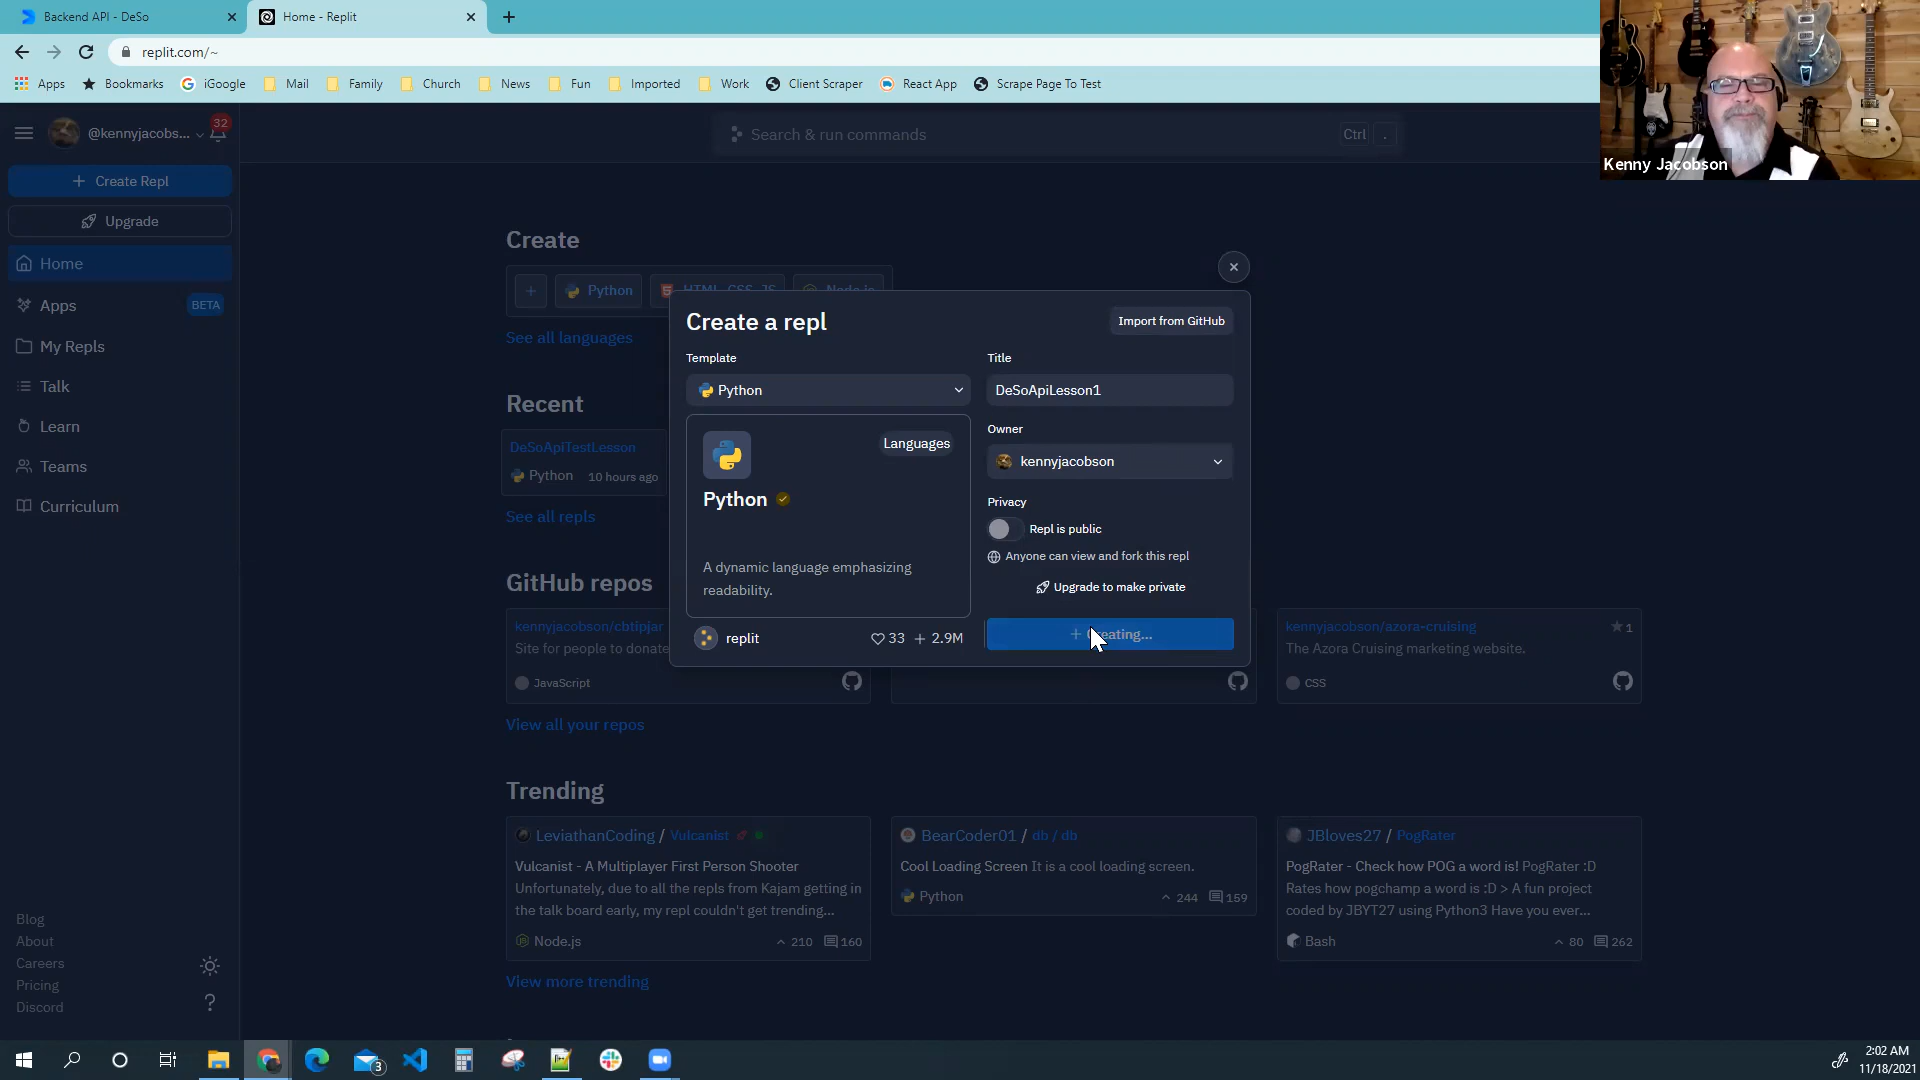 Backend API - DeSo
Home - Replit
replit.com/~
Apps
Bookmarks
iGoogle
Mail
Family
Church
News
Fun
Imported
Work
Client Scraper
React App
Scrape Page To Test
Kenny Jacobson
@kennyjacobs...
32
Search & run commands
Ctrl
.
+ Create Repl
Upgrade
Home
Apps
BETA
My Repls
Talk
Learn
Teams
Curriculum
Blog
About
Careers
Pricing
Discord
Create
Python
HTML, CSS, JS
Node.js
See all languages
Recent
DeSoApiTestLesson
Python
10 hours ago
See all repls
Create a repl
Import from GitHub
Template
Python
Languages
Python
A dynamic language emphasizing
readability.
replit
33
2.9M
Title
DeSoApiLesson1
Owner
kennyjacobson
Privacy
Repl is public
Anyone can view and fork this repl
Upgrade to make private
+ Creating...
GitHub repos
kennyjacobson/cbtipjar
Site for people to donate
JavaScript
kennyjacobson/azora-cruising
1
The Azora Cruising marketing website.
CSS
View all your repos
Trending
LeviathanCoding / Vulcanist
Vulcanist - A Multiplayer First Person Shooter
Unfortunately, due to all the repls from Kajam getting in
the talk board early, my repl couldn't get trending...
Node.js
210
160
BearCoder01 / db / db
Cool Loading Screen It is a cool loading screen.
Python
244
159
JBloves27 / PogRater
PogRater - Check how POG a word is! PogRater :D
Rates how pogchamp a word is :D > A fun project
coded by JBYT27 using Python3 Have you ever...
Bash
80
262
View more trending
3
2:02 AM
11/18/2021